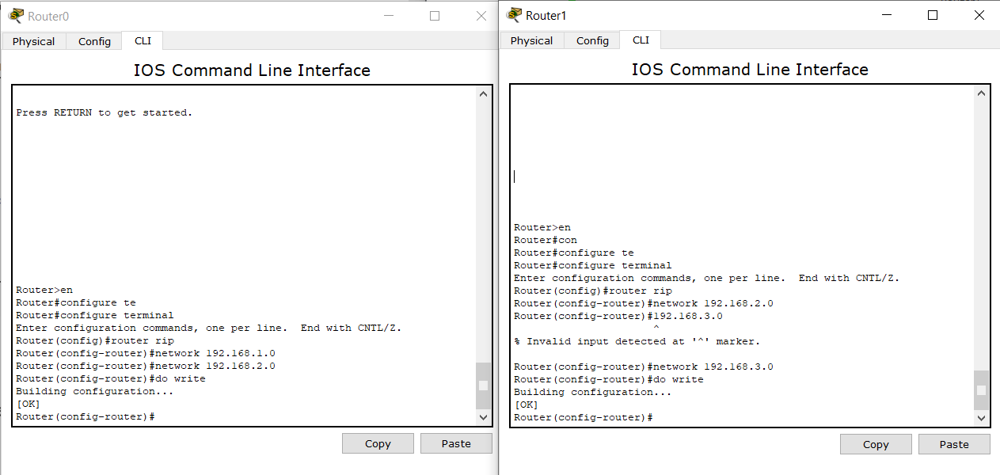 Router0
Physical Config CLI
IOS Command Line Interface
Press RETURN to get started.
Router>en
Router#configure te
Router#configure terminal
Enter configuration commands, one per line.  End with CNTL/Z.
Router(config)#router rip
Router(config-router)#network 192.168.1.0
Router(config-router)#network 192.168.2.0
Router(config-router)#do write
Building configuration...
[OK]
Router(config-router)#
Copy Paste
Router1
Physical Config CLI
IOS Command Line Interface
Router>en
Router#con
Router#configure te
Router#configure terminal
Enter configuration commands, one per line.  End with CNTL/Z.
Router(config)#router rip
Router(config-router)#network 192.168.2.0
Router(config-router)#192.168.3.0
^
% Invalid input detected at '^' marker.
Router(config-router)#network 192.168.3.0
Router(config-router)#do write
Building configuration...
[OK]
Router(config-router)#
Copy Paste